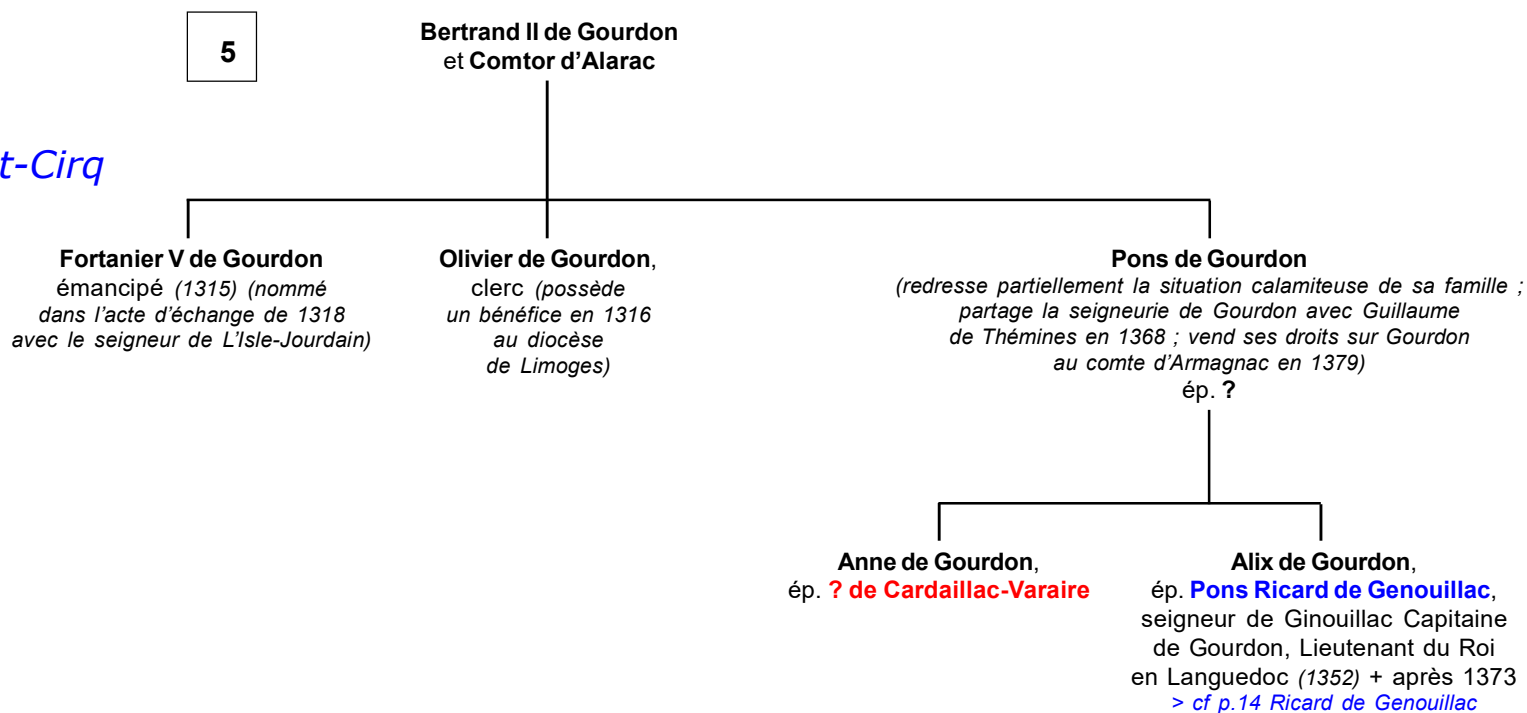 5
Bertrand II de Gourdon
et Comtor d’Alarac
t-Cirq
Fortanier V de Gourdon
émancipé (1315) (nommé
dans l’acte d’échange de 1318
avec le seigneur de L’Isle-Jourdain)
Olivier de Gourdon,
clerc (possède
un bénéfice en 1316
au diocèse
de Limoges)
Pons de Gourdon
(redresse partiellement la situation calamiteuse de sa famille ;
partage la seigneurie de Gourdon avec Guillaume
de Thémines en 1368 ; vend ses droits sur Gourdon
au comte d’Armagnac en 1379)
ép. ?
Anne de Gourdon,
ép. ? de Cardaillac-Varaire
Alix de Gourdon,
ép. Pons Ricard de Genouillac,
seigneur de Ginouillac Capitaine
de Gourdon, Lieutenant du Roi
en Languedoc (1352) + après 1373
> cf p.14 Ricard de Genouillac